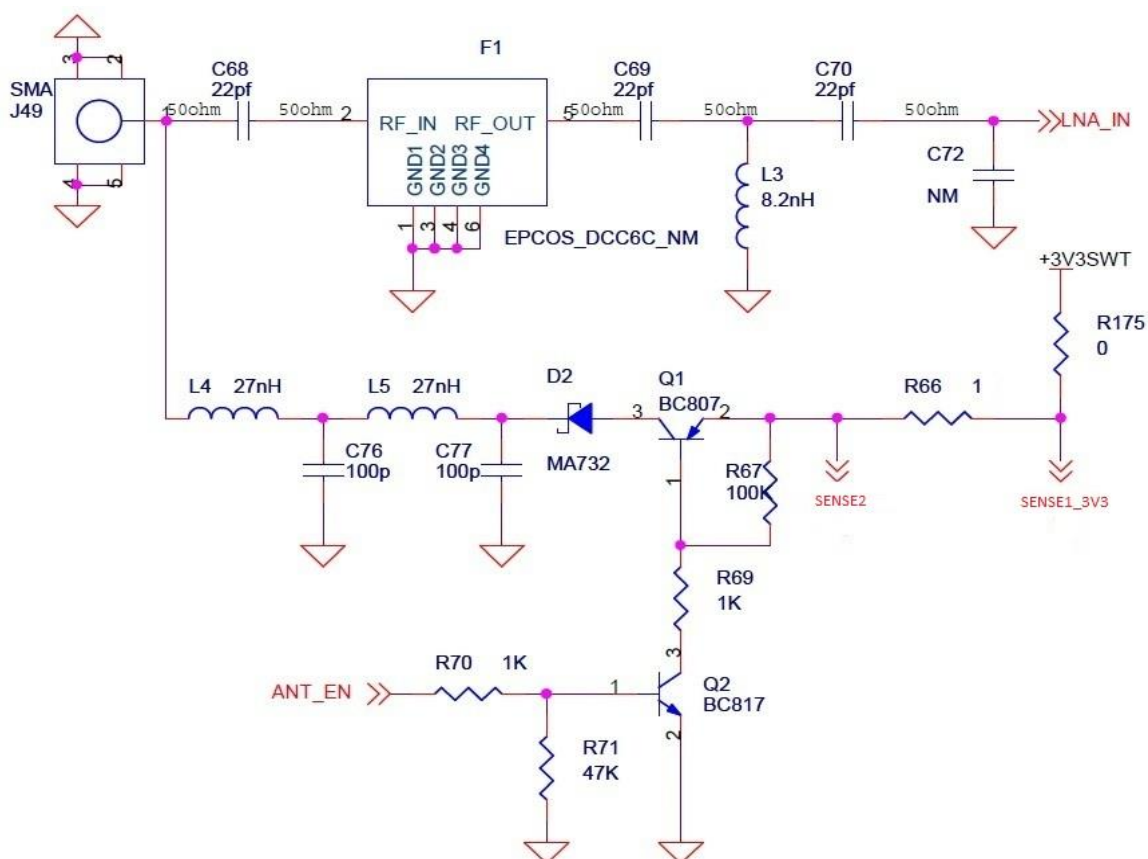 F1
SMA
J49
3
2
1
4
5
C68
22pf
50ohm
50ohm
2
RF_IN
RF_OUT
GND1
GND2
GND3
GND4
1
3
4
6
5
EPCOS_DCC6C_NM
50ohm
C69
22pf
50ohm
C70
22pf
50ohm
LNA_IN
L3
8.2nH
C72
NM
+3V3SWT
R175
0
L4 27nH
L5 27nH
D2
MA732
Q1
BC807
3
2
1
R66 1
C76
100p
C77
100p
R67
100K
SENSE2
SENSE1_3V3
R69
1K
R70 1K
ANT_EN
1
3
2
Q2
BC817
R71
47K